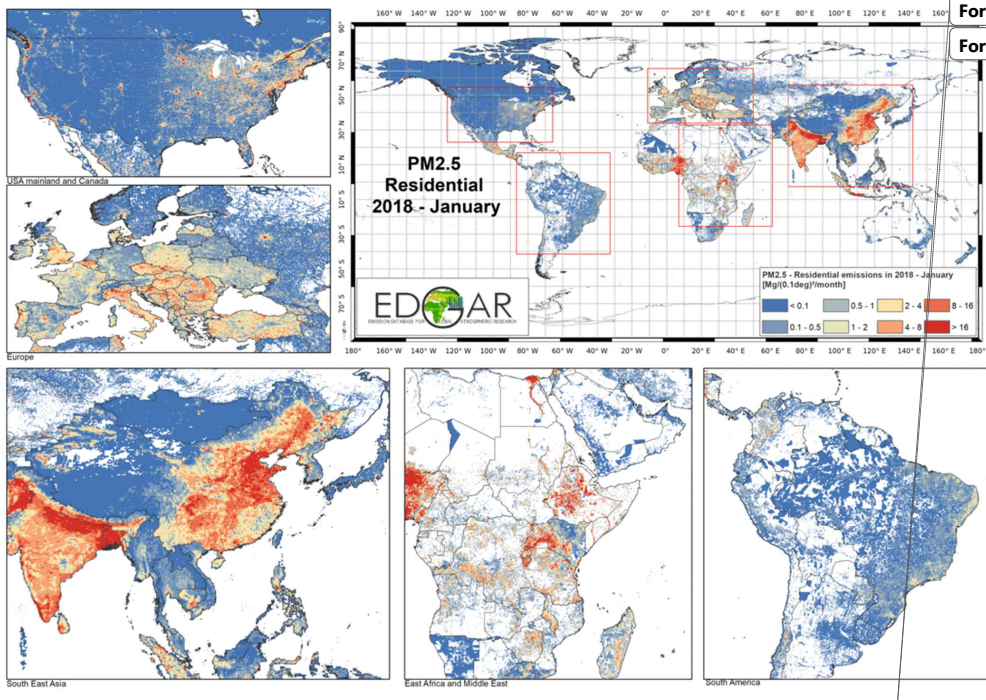 For
For
160° W 140° W 120° W 100° W 80° W 60° W 40° W 20° W 0° 20° E 40° E 60° E 80° E 100° E 120° E 140° E 160°
90°
70° N
50° N
30° N
10° N
10° S
30° S
50° S
70° S
PM2.5
Residential
2018 - January
EDGAR
EMISSION DATABASE FOR GLOBAL ATMOSPHERIC RESEARCH
PM2.5 - Residential emissions in 2018 - January
[Mg/(0.1deg)²/month]
< 0.1 0.5 - 1 2 - 4 8 - 16
0.1 - 0.5 1 - 2 4 - 8 > 16
180° 160° W 140° W 120° W 100° W 80° W 60° W 40° W 20° W 0° 20° E 40° E 60° E 80° E 100° E 120° E 140° E 160° E 180°
USA mainland and Canada
Europe
South East Asia
East Africa and Middle East
South America